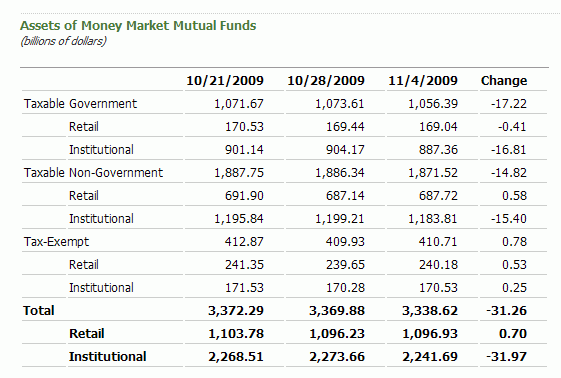 Assets of Money Market Mutual Funds
(billions of dollars)
10/21/2009 10/28/2009 11/4/2009 Change
Taxable Government 1,071.67 1,073.61 1,056.39 -17.22
Retail 170.53 169.44 169.04 -0.41
Institutional 901.14 904.17 887.36 -16.81
Taxable Non-Government 1,887.75 1,886.34 1,871.52 -14.82
Retail 691.90 687.14 687.72 0.58
Institutional 1,195.84 1,199.21 1,183.81 -15.40
Tax-Exempt 412.87 409.93 410.71 0.78
Retail 241.35 239.65 240.18 0.53
Institutional 171.53 170.28 170.53 0.25
Total 3,372.29 3,369.88 3,338.62 -31.26
Retail 1,103.78 1,096.23 1,096.93 0.70
Institutional 2,268.51 2,273.66 2,241.69 -31.97